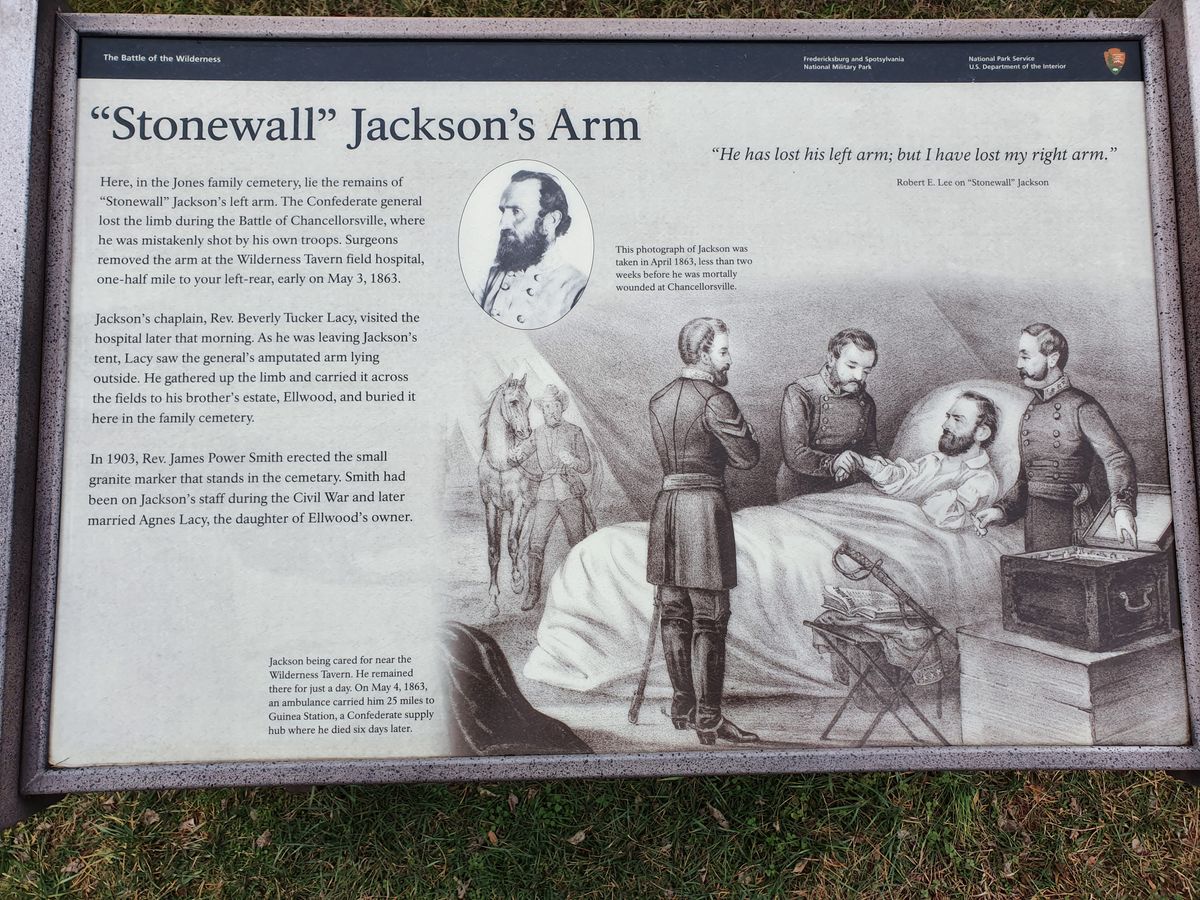 The Battle of the Wilderness
Fredericksburg and Spotsylvania
National Military Park
National Park Service
U.S. Department of the Interior
“Stonewall” Jackson’s Arm
“He has lost his left arm; but I have lost my right arm.”
Robert E. Lee on “Stonewall” Jackson
Here, in the Jones family cemetery, lie the remains of
“Stonewall” Jackson’s left arm. The Confederate general
lost the limb during the Battle of Chancellorsville, where
he was mistakenly shot by his own troops. Surgeons
removed the arm at the Wilderness Tavern field hospital,
one-half mile to your left-rear, early on May 3, 1863.
Jackson’s chaplain, Rev. Beverly Tucker Lacy, visited the
hospital later that morning. As he was leaving Jackson’s
tent, Lacy saw the general’s amputated arm lying
outside. He gathered up the limb and carried it across
the fields to his brother’s estate, Ellwood, and buried it
here in the family cemetery.
In 1903, Rev. James Power Smith erected the small
granite marker that stands in the cemetary. Smith had
been on Jackson’s staff during the Civil War and later
married Agnes Lacy, the daughter of Ellwood’s owner.
This photograph of Jackson was
taken in April 1863, less than two
weeks before he was mortally
wounded at Chancellorsville.
Jackson being cared for near the
Wilderness Tavern. He remained
there for just a day. On May 4, 1863,
an ambulance carried him 25 miles to
Guinea Station, a Confederate supply
hub where he died six days later.